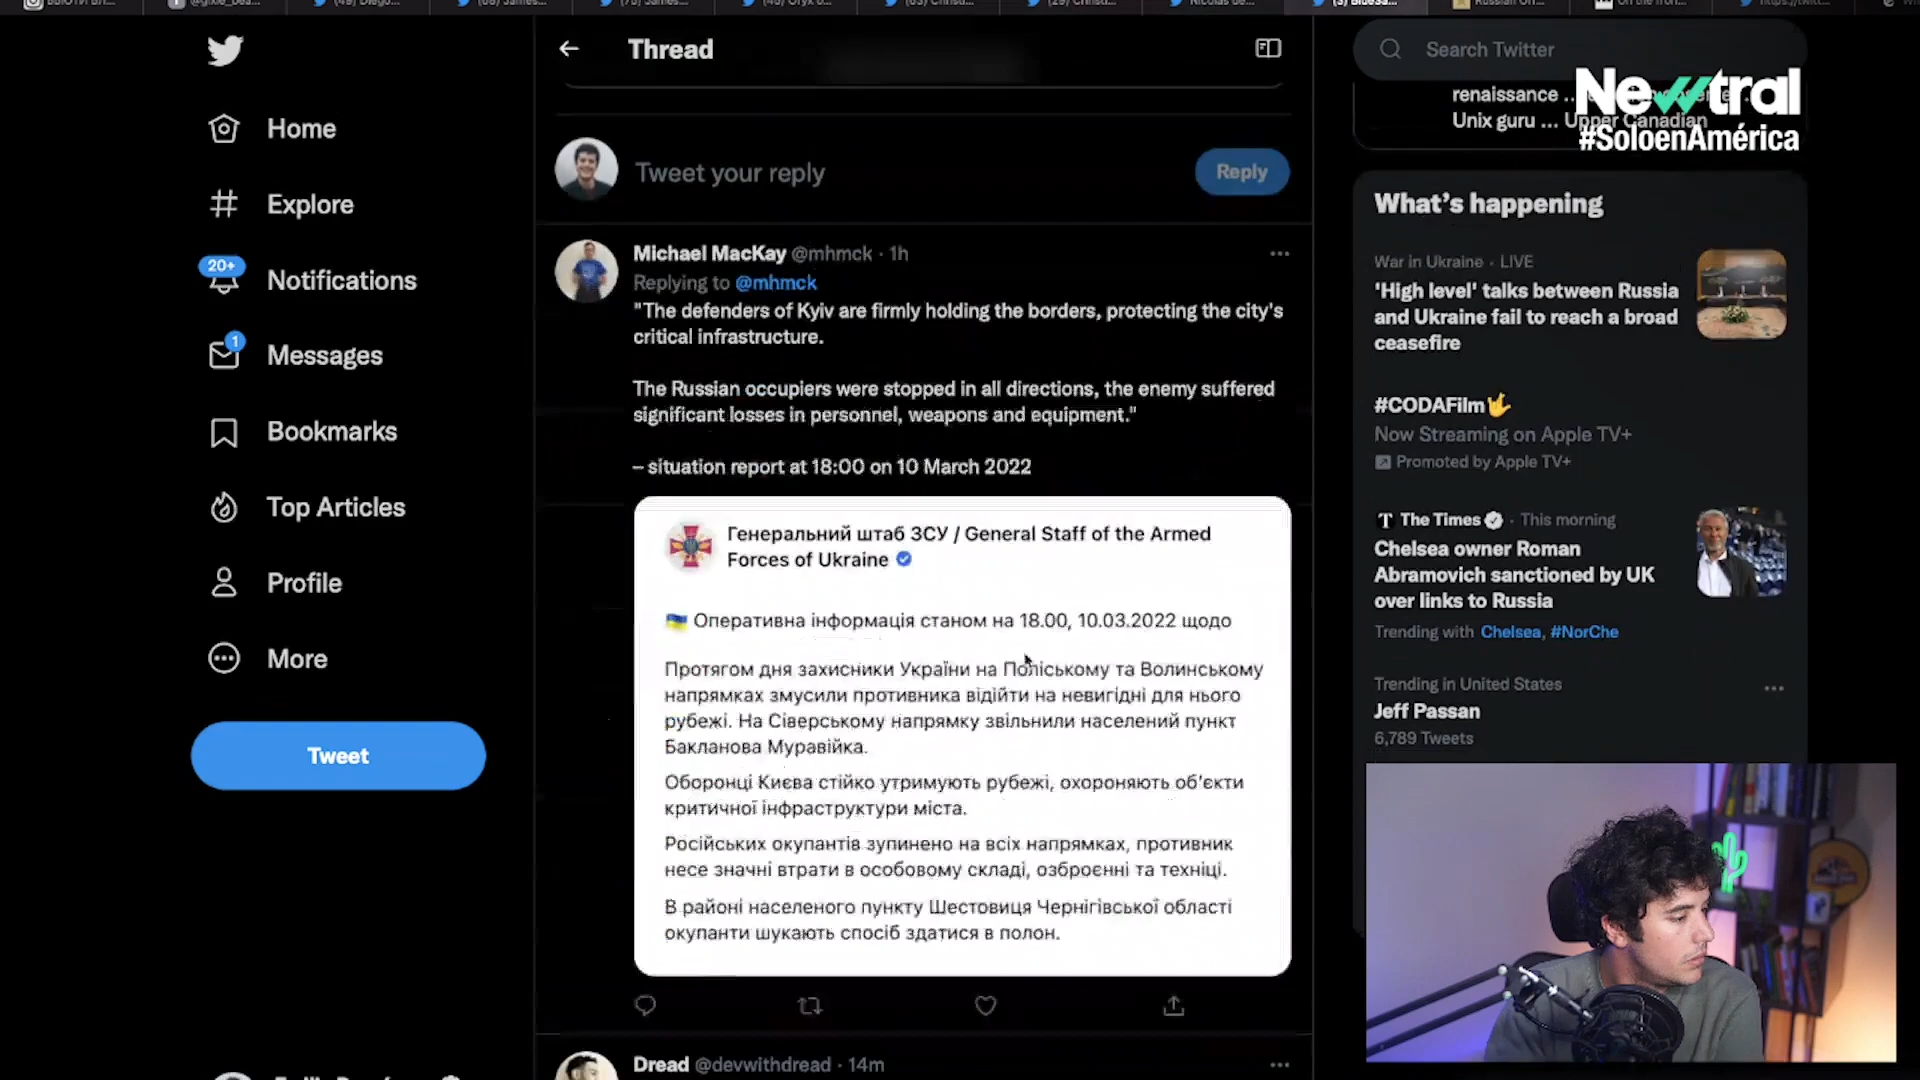 Home
Explore
20+
Notifications
1
Messages
Bookmarks
Top Articles
Profile
More
Tweet
Thread
Tweet your reply
Reply
Michael MacKay @mhmck · 1h
Replying to @mhmck
"The defenders of Kyiv are firmly holding the borders, protecting the city's
critical infrastructure.
The Russian occupiers were stopped in all directions, the enemy suffered
significant losses in personnel, weapons and equipment."
– situation report at 18:00 on 10 March 2022
Генеральний штаб ЗСУ / General Staff of the Armed
Forces of Ukraine
Оперативна інформація станом на 18.00, 10.03.2022 щодо
Протягом дня захисники України на Поліському та Волинському
напрямках змусили противника відійти на невигідні для нього
рубежі. На Сіверському напрямку звільнили населений пункт
Бакланова Муравійка.
Оборонці Києва стійко утримують рубежі, охороняють об'єкти
критичної інфраструктури міста.
Російських окупантів зупинено на всіх напрямках, противник
несе значні втрати в особовому складі, озброєнні та техніці.
В районі населеного пункту Шестовиця Чернігівської області
окупанти шукають спосіб здатися в полон.
Dread @devwithdread · 14m
Search Twitter
Newtral
#SoloenAmérica
renaissance ...
Unix guru ... Upper Canadian
What's happening
War in Ukraine · LIVE
'High level' talks between Russia
and Ukraine fail to reach a broad
ceasefire
#CODAFilm
Now Streaming on Apple TV+
Promoted by Apple TV+
The Times · This morning
Chelsea owner Roman
Abramovich sanctioned by UK
over links to Russia
Trending with Chelsea, #NorChe
Trending in United States
Jeff Passan
6,789 Tweets